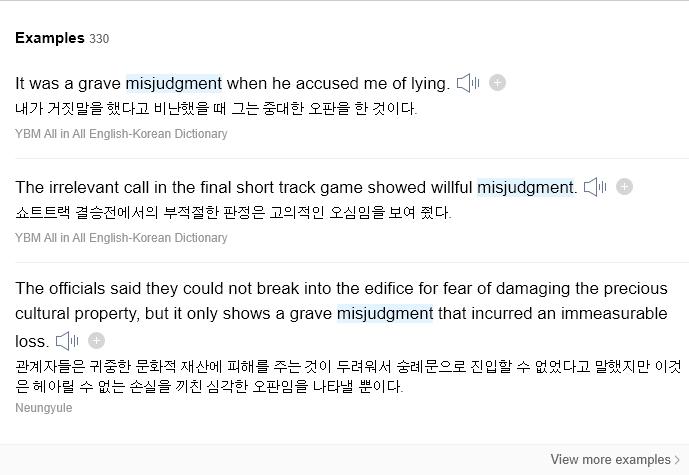 Examples 330
It was a grave misjudgment when he accused me of lying.
내가 거짓말을 했다고 비난했을 때 그는 중대한 오판을 한 것이다.
YBM All in All English-Korean Dictionary
The irrelevant call in the final short track game showed willful misjudgment.
쇼트트랙 결승전에서의 부적절한 판정은 고의적인 오심임을 보여 줬다.
YBM All in All English-Korean Dictionary
The officials said they could not break into the edifice for fear of damaging the precious
cultural property, but it only shows a grave misjudgment that incurred an immeasurable
loss.
관계자들은 귀중한 문화적 재산에 피해를 주는 것이 두려워서 숭례문으로 진입할 수 없었다고 말했지만 이것
은 헤아릴 수 없는 손실을 끼친 심각한 오판임을 나타낼 뿐이다.
Neungyule
View more examples >